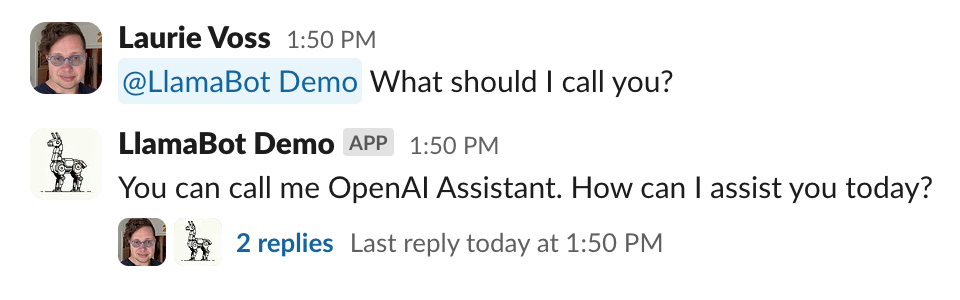 Laurie Voss 1:50 PM
@LlamaBot Demo What should I call you?
LlamaBot Demo APP 1:50 PM
You can call me OpenAI Assistant. How can I assist you today?
2 replies Last reply today at 1:50 PM